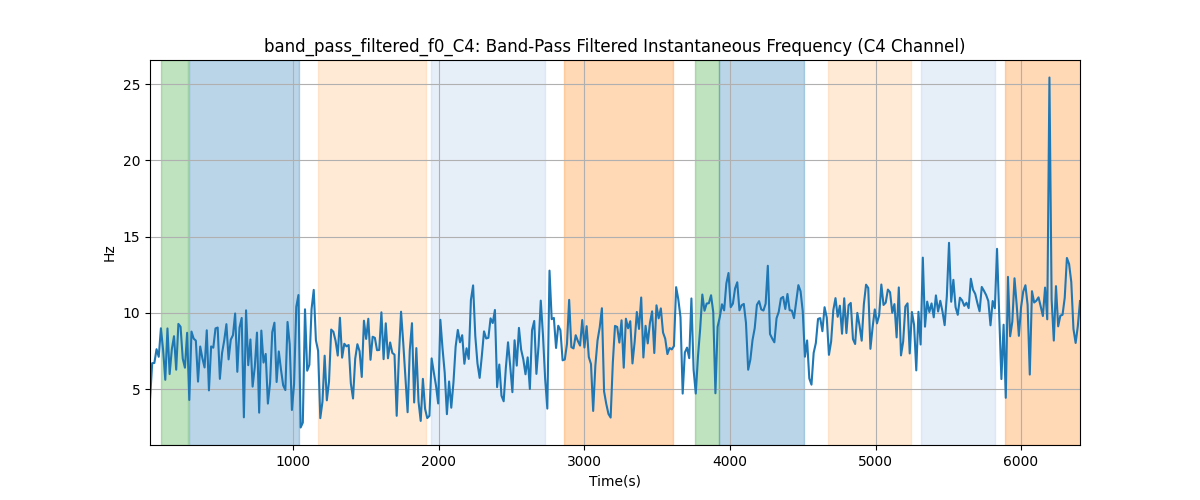 band_pass_filtered_f0_C4: Band-Pass Filtered Instantaneous Frequency (C4 Channel)
25
20
15
10
5
Hz
1000 2000 3000 4000 5000 6000
Time(s)